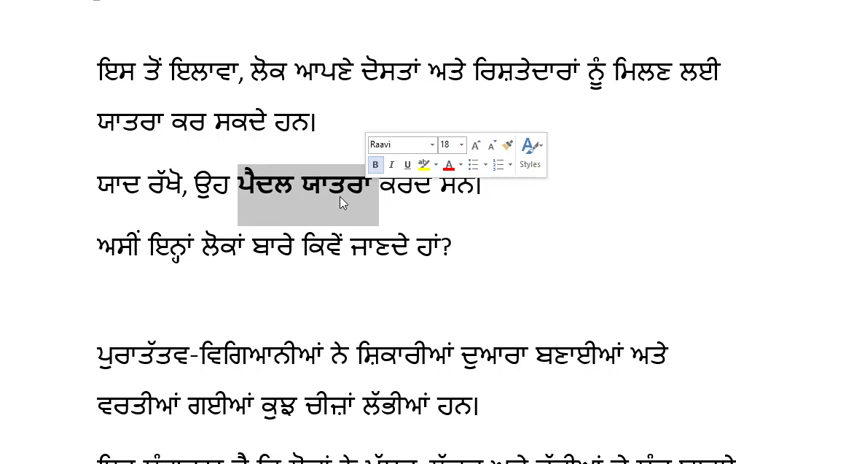 ਇਸ ਤੋਂ ਇਲਾਵਾ, ਲੋਕ ਆਪਣੇ ਦੋਸਤਾਂ ਅਤੇ ਰਿਸ਼ਤੇਦਾਰਾਂ ਨੂੰ ਮਿਲਣ ਲਈ
ਯਾਤਰਾ ਕਰ ਸਕਦੇ ਹਨ।
Raavi 18
B I U Styles
ਯਾਦ ਰੱਖੋ, ਉਹ ਪੈਦਲ ਯਾਤਰਾ ਕਰਦੇ ਸਨ।
ਅਸੀਂ ਇਨ੍ਹਾਂ ਲੋਕਾਂ ਬਾਰੇ ਕਿਵੇਂ ਜਾਣਦੇ ਹਾਂ?
ਪੁਰਾਤੱਤਵ-ਵਿਗਿਆਨੀਆਂ ਨੇ ਸ਼ਿਕਾਰੀਆਂ ਦੁਆਰਾ ਬਣਾਈਆਂ ਅਤੇ
ਵਰਤੀਆਂ ਗਈਆਂ ਕੁਝ ਚੀਜ਼ਾਂ ਲੱਭੀਆਂ ਹਨ।